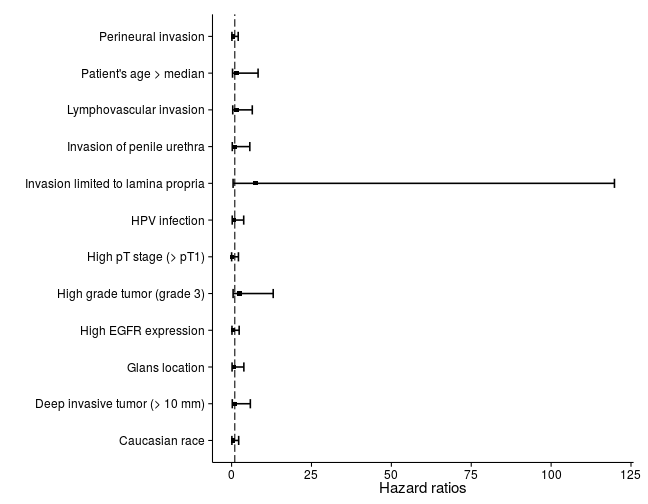 Perineural invasion
Patient's age > median
Lymphovascular invasion
Invasion of penile urethra
Invasion limited to lamina propria
HPV infection
High pT stage (> pT1)
High grade tumor (grade 3)
High EGFR expression
Glans location
Deep invasive tumor (> 10 mm)
Caucasian race
0 25 50 75 100 125
Hazard ratios